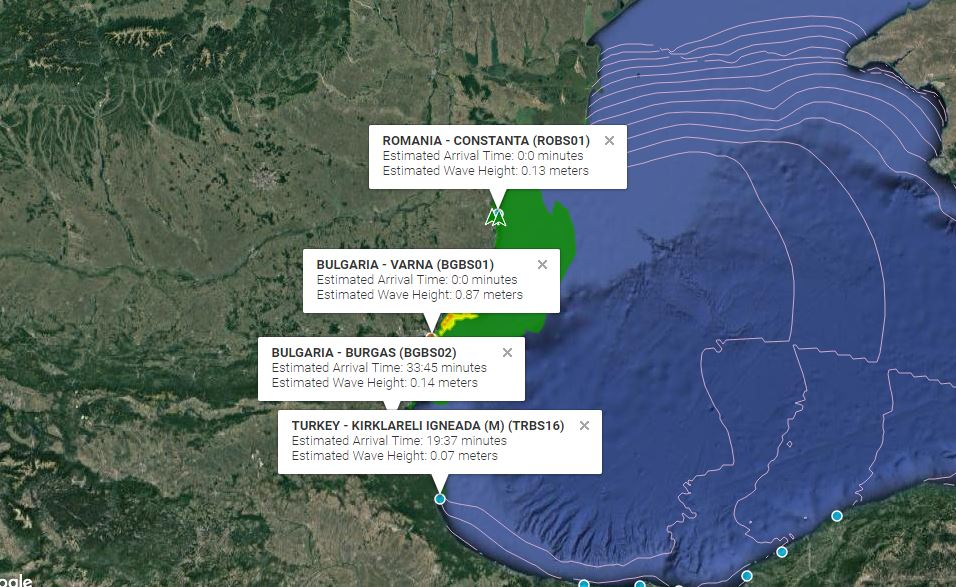 ROMANIA - CONSTANTA (ROBS01)
Estimated Arrival Time: 0:0 minutes
Estimated Wave Height: 0.13 meters
BULGARIA - VARNA (BGBS01)
Estimated Arrival Time: 0:0 minutes
Estimated Wave Height: 0.87 meters
BULGARIA - BURGAS (BGBS02)
Estimated Arrival Time: 33:45 minutes
Estimated Wave Height: 0.14 meters
TURKEY - KIRKLARELI IGNEADA (M) (TRBS16)
Estimated Arrival Time: 19:37 minutes
Estimated Wave Height: 0.07 meters
ogle